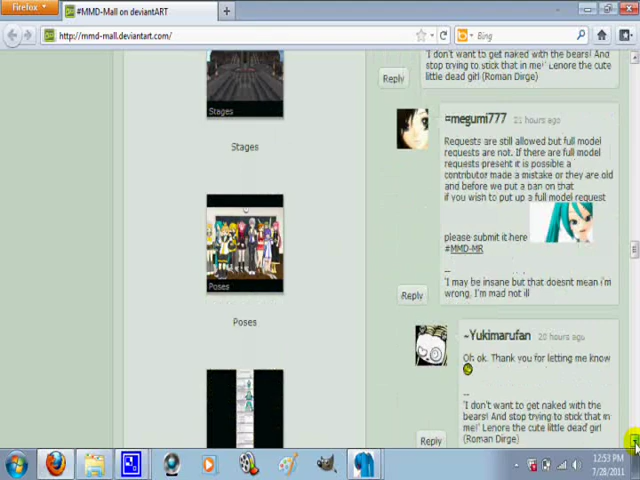 Firefox
#MMD-Mall on deviantART
+
http://mmd-mall.deviantart.com/
Bing
Stages
Stages
Poses
Poses
'I don't want to get naked with the bears! And
stop trying to stick that in me!' Lenore the cute
little dead girl (Roman Dirge)
Reply
¤megumi777 21 hours ago
Requests are still allowed but full model
requests are not. If there are full model
requests present it is possible a
contributor made a mistake or they are old
and before we put a ban on that
if you wish to put up a full model request
please submit it here
#MMD-MR
--
'I may be insane but that doesnt mean i'm
wrong. I'm mad not ill
Reply
~Yukimarufan 20 hours ago
Oh ok. Thank you for letting me know
--
'I don't want to get naked with the
bears! And stop trying to stick that in
me!' Lenore the cute little dead girl
(Roman Dirge)
Reply
12:53 PM
7/28/2011